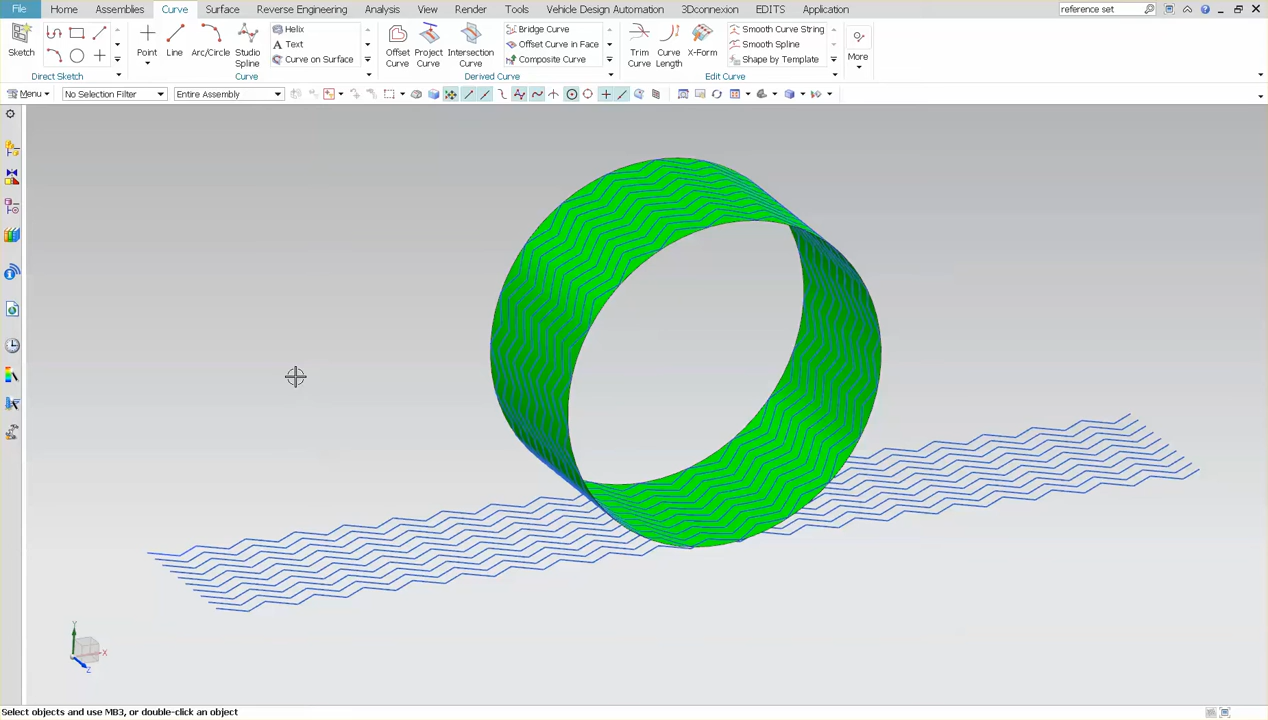 File Home Assemblies Curve Surface Reverse Engineering Analysis View Render Tools Vehicle Design Automation 3Dconnexion EDITS Application reference set
Helix
Text
Curve on Surface
Bridge Curve
Offset Curve in Face
Composite Curve
Smooth Curve String
Smooth Spline
Shape by Template
Sketch Point Line Arc/Circle Studio Spline Offset Curve Project Curve Intersection Curve Trim Curve Curve Length X-Form More
Direct Sketch Curve Derived Curve Edit Curve
Menu No Selection Filter Entire Assembly
Y
X
Z
Select objects and use MB3, or double-click an object